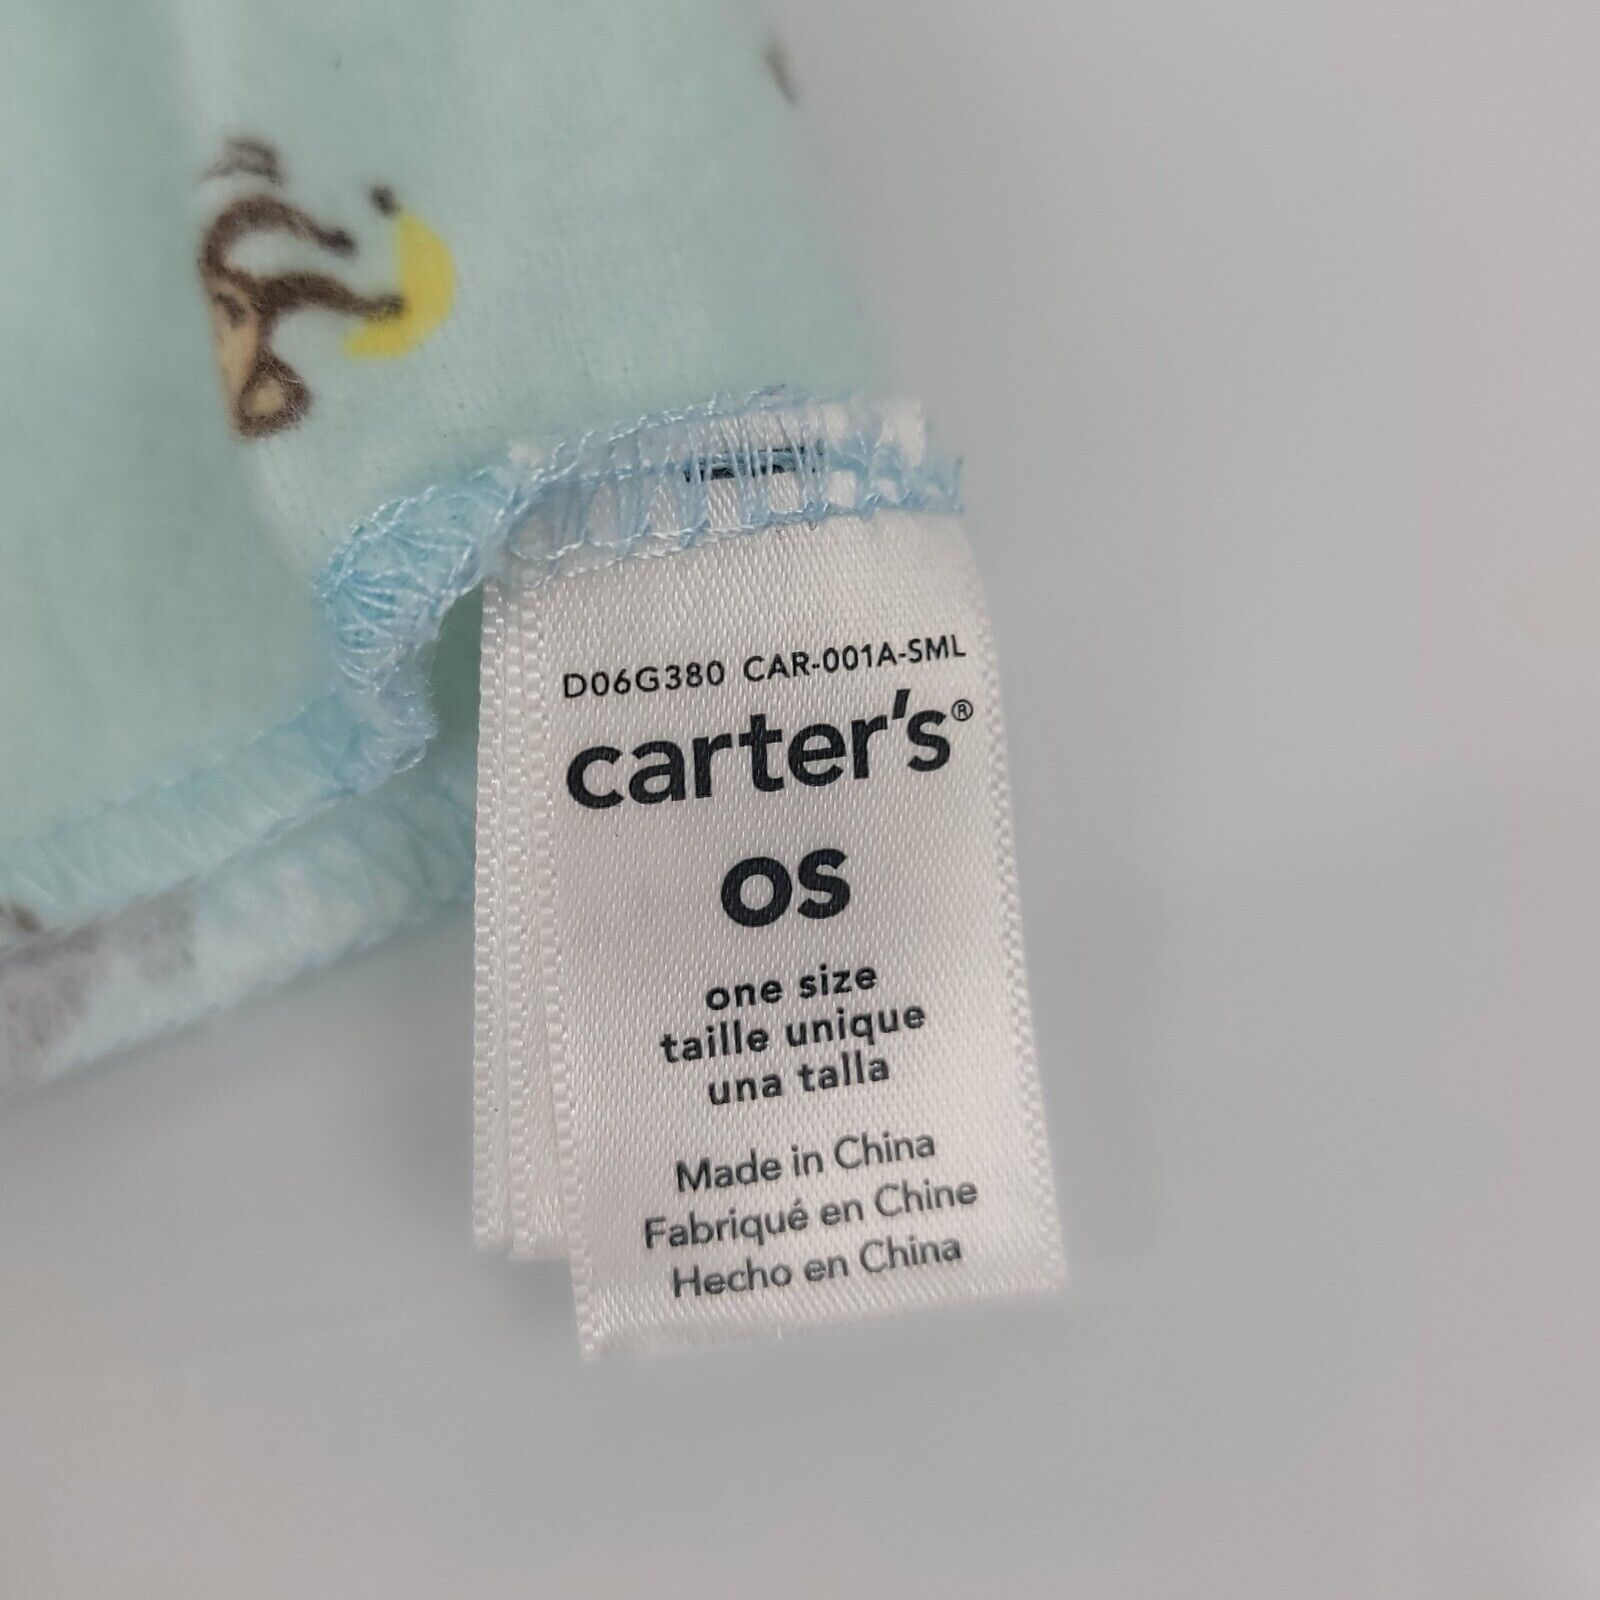 D06G380 CAR-001A-SML
carter's®
OS
one size
taille unique
una talla
Made in China
Fabriqué en Chine
Hecho en China